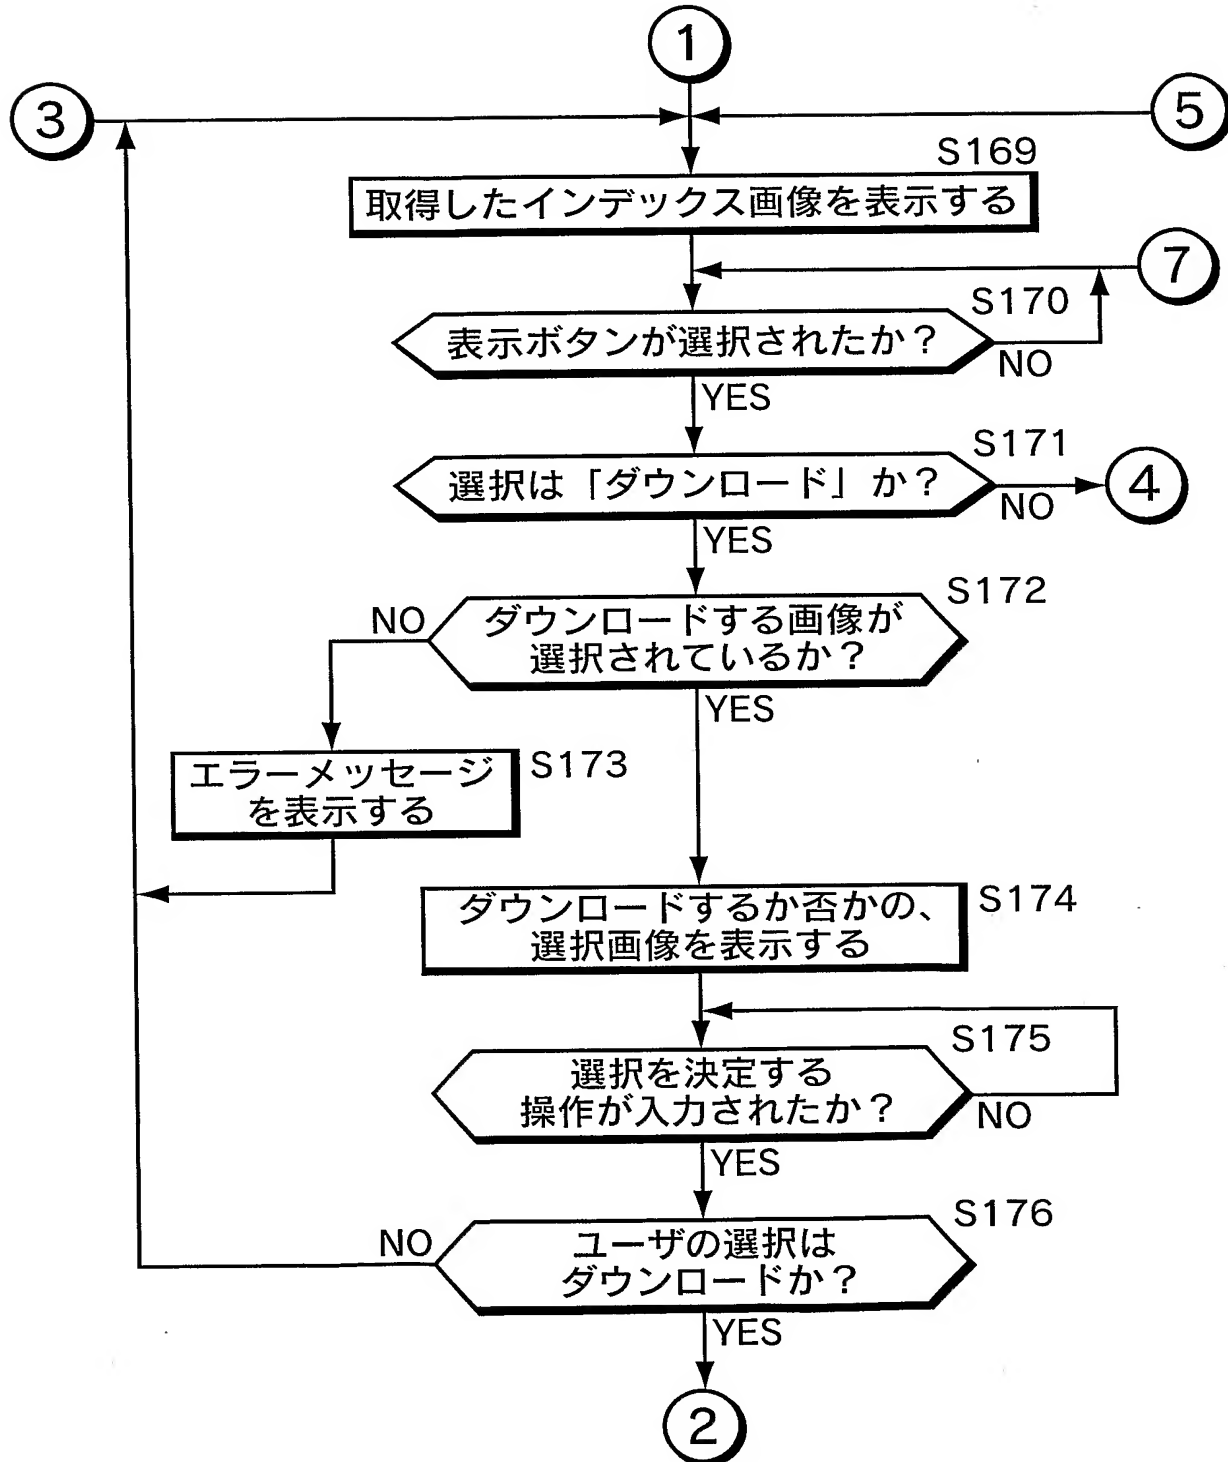 1
3
5
S169
取得したインデックス画像を表示する
7
S170
表示ボタンが選択されたか？
NO
YES
S171
選択は「ダウンロード」か？
4
NO
YES
S172
NO
ダウンロードする画像が
選択されているか？
YES
S173
エラーメッセージ
を表示する
S174
ダウンロードするか否かの、
選択画像を表示する
S175
選択を決定する
操作が入力されたか？
NO
YES
S176
NO
ユーザの選択は
ダウンロードか？
YES
2